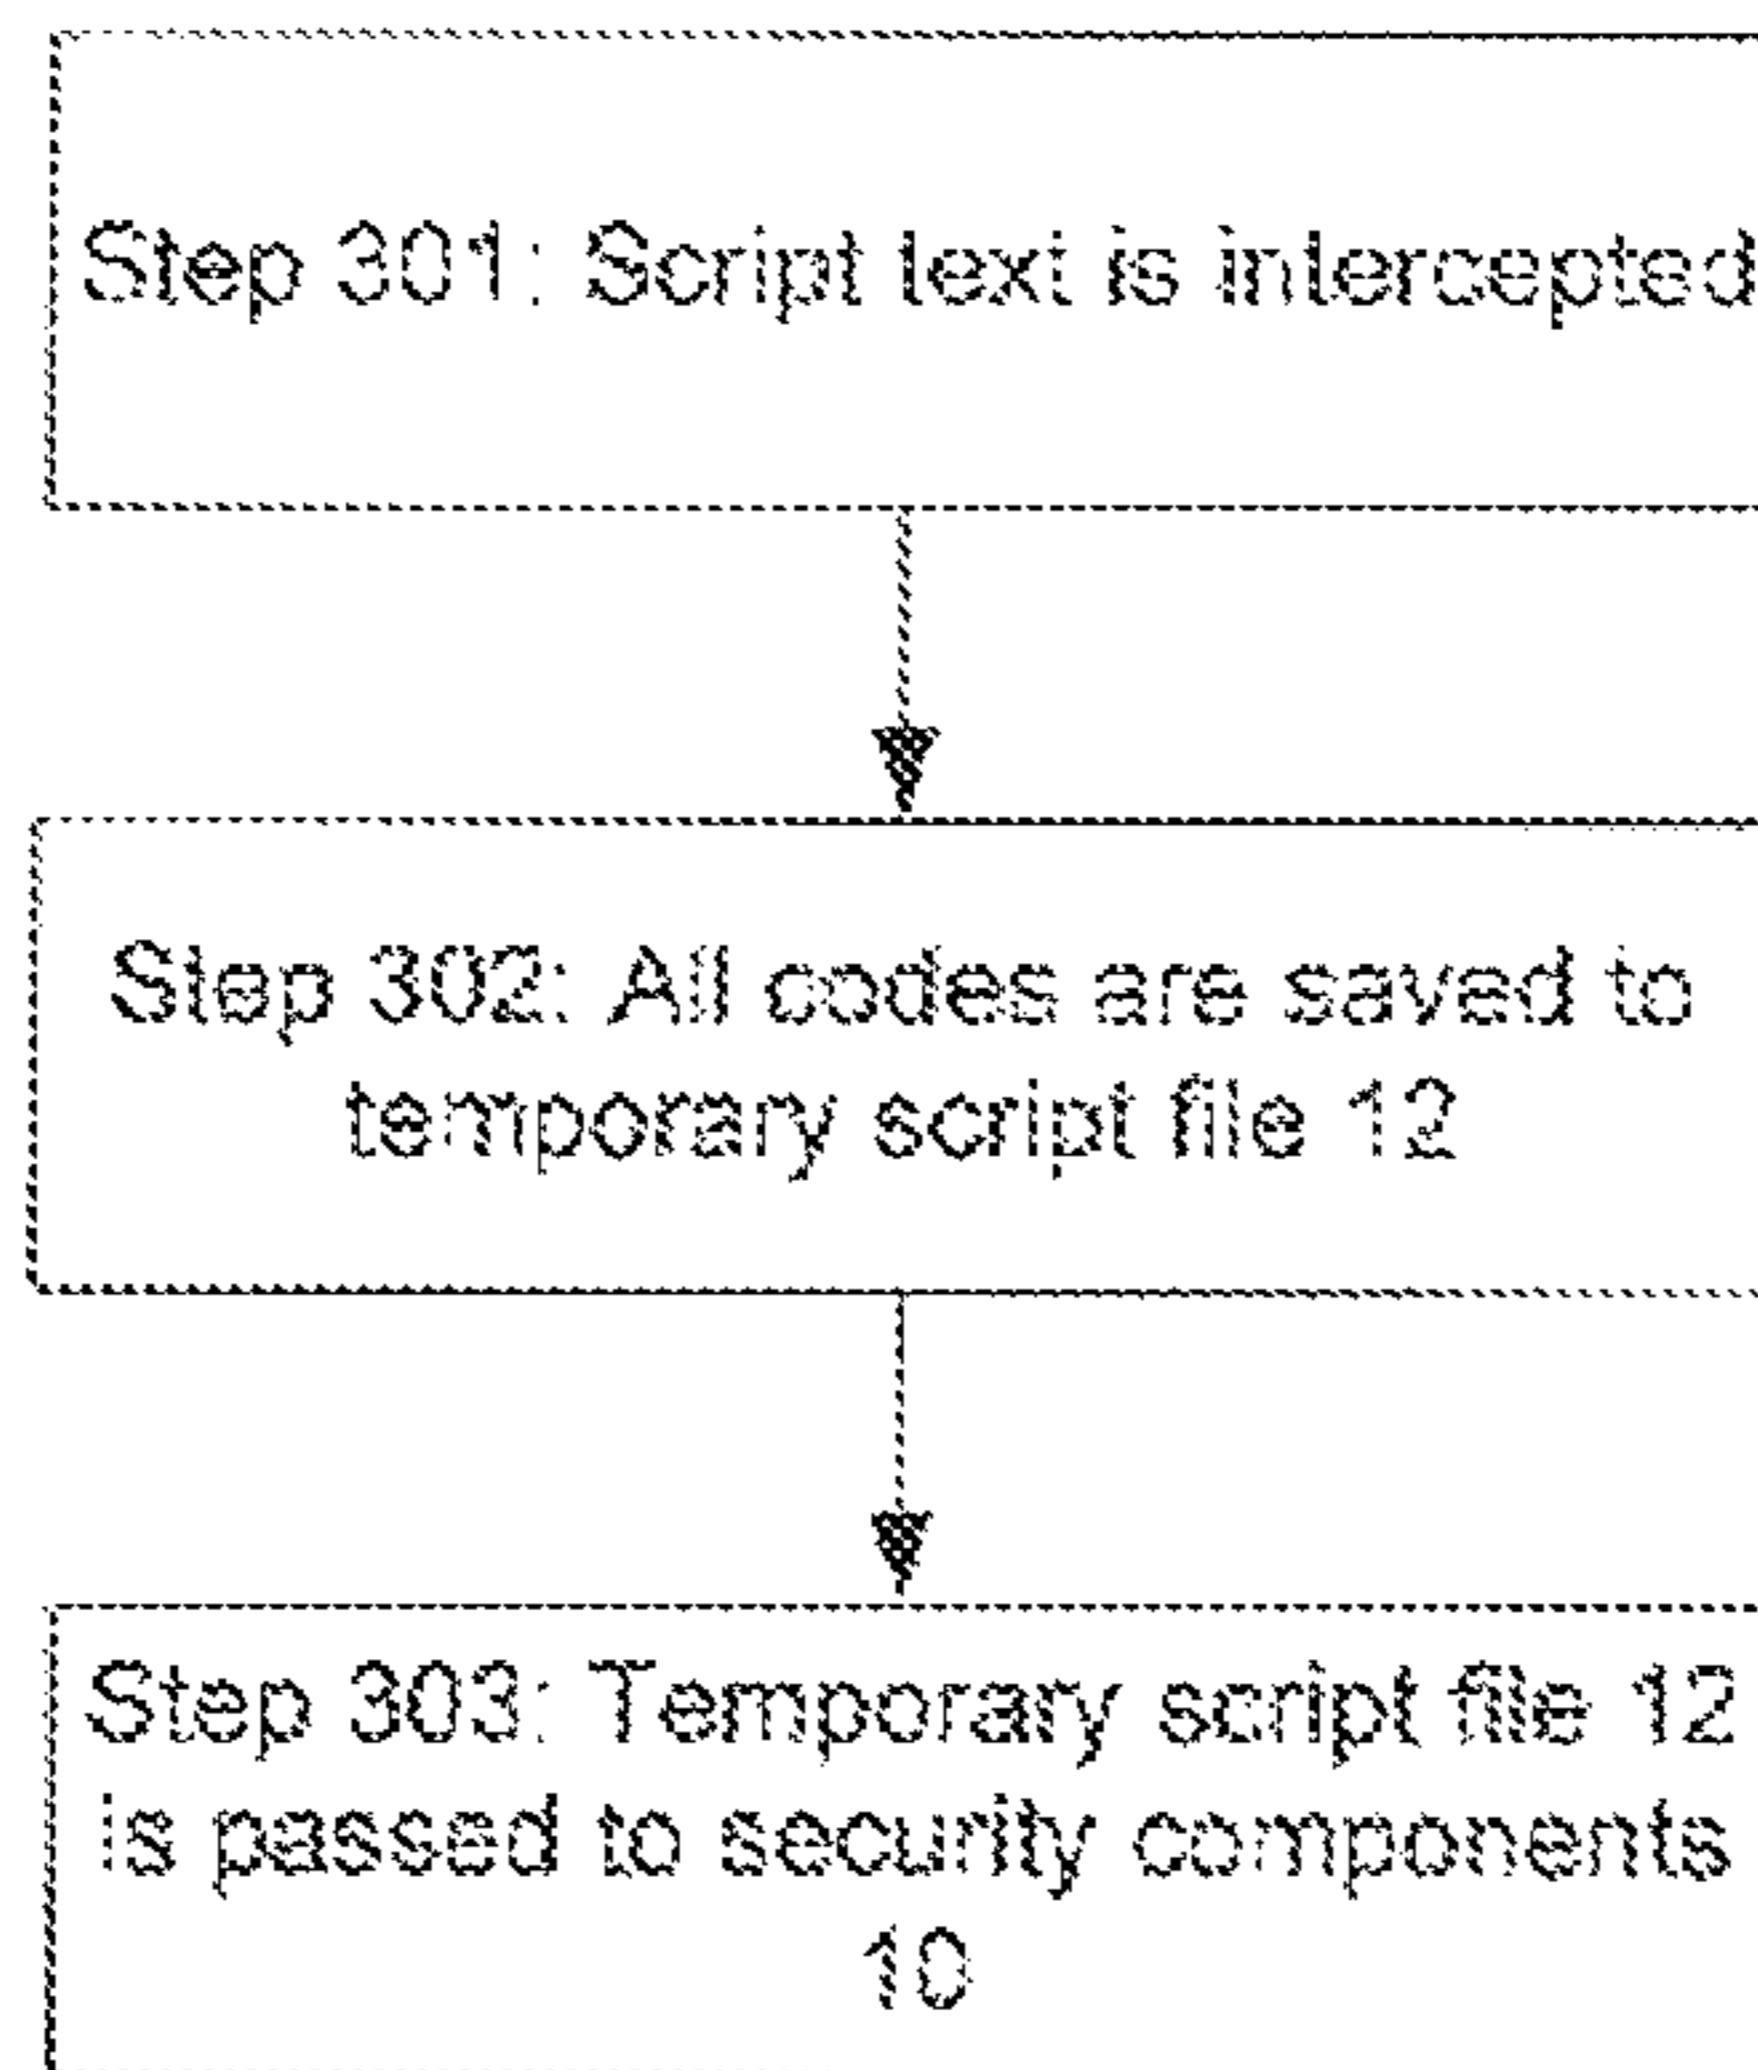 Step 301: Script text is intercepted
Step 302: All codes are saved to
temporary script file 12
Step 303: Temporary script file 12
is passed to security components
10